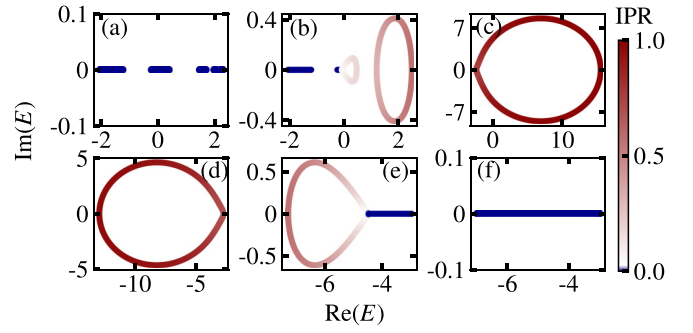 0.1 (a) 0.4 (b) 7 (c) IPR 1.0
0 0 0
-0.1 -0.4 -7
-2 0 2 -2 0 2 0 10
Im(E) 0.5
5 (d) 0.5 (e) 0.1 (f)
0 0 0
-5 -0.5 -0.1 0.0
-10 -5 -6 -4 -6 -4
Re(E)